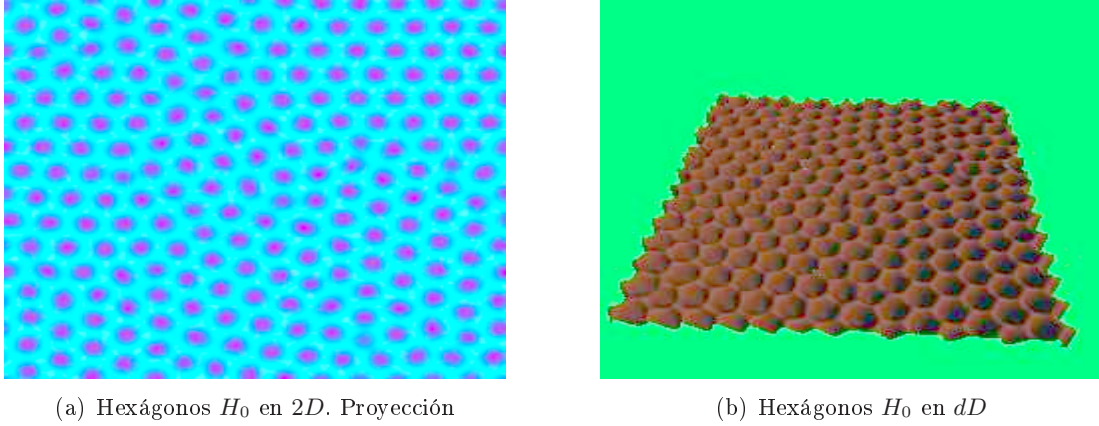 (a) Hexágonos H₀ en 2D. Proyección
(b) Hexágonos H₀ en dD